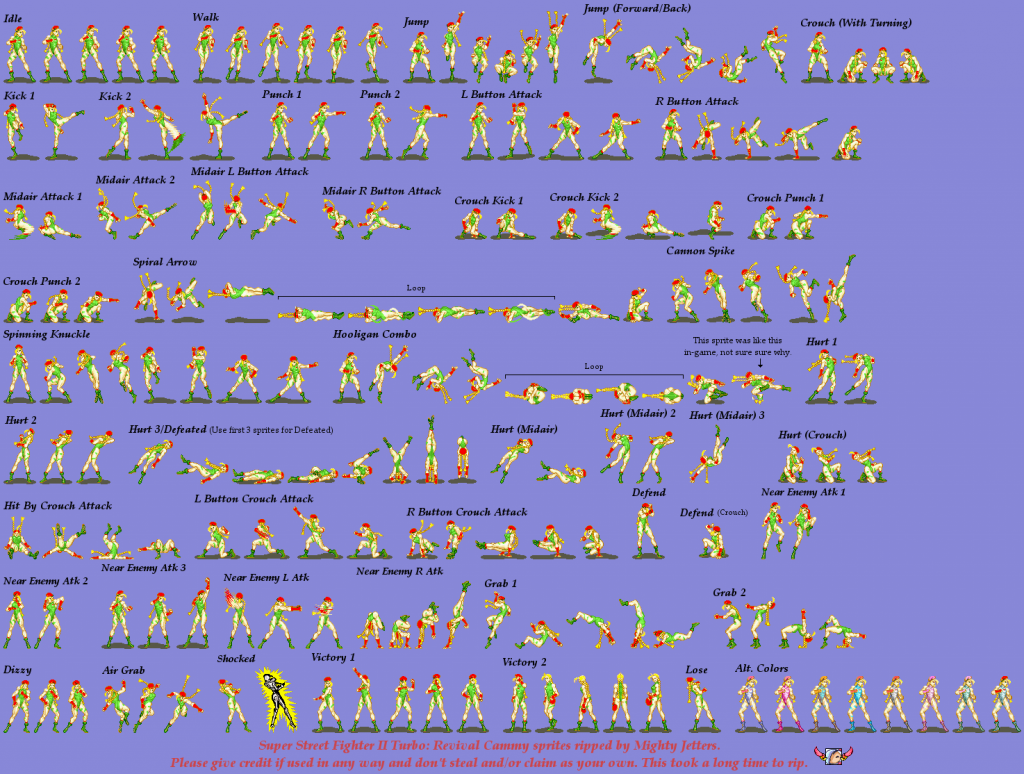 Idle
Walk
Jump
Jump (Forward/Back)
Crouch (With Turning)
Kick 1
Kick 2
Punch 1
Punch 2
L Button Attack
R Button Attack
Midair Attack 1
Midair Attack 2
Midair L Button Attack
Midair R Button Attack
Crouch Kick 1
Crouch Kick 2
Crouch Punch 1
Crouch Punch 2
Spiral Arrow
Loop
Cannon Spike
Spinning Knuckle
Hooligan Combo
Loop
This sprite was like this
in-game, not sure sure why.
Hurt 1
Hurt 2
Hurt 3/Defeated (Use first 3 sprites for Defeated)
Hurt (Midair)
Hurt (Midair) 2
Hurt (Midair) 3
Hurt (Crouch)
Hit By Crouch Attack
L Button Crouch Attack
R Button Crouch Attack
Defend
Defend (Crouch)
Near Enemy Atk 1
Near Enemy Atk 2
Near Enemy Atk 3
Near Enemy L Atk
Near Enemy R Atk
Grab 1
Grab 2
Dizzy
Air Grab
Shocked
Victory 1
Victory 2
Lose
Alt. Colors
Super Street Fighter II Turbo: Revival Cammy sprites ripped by Mighty Jetters.
Please give credit if used in any way and don't steal and/or claim as your own. This took a long time to rip.